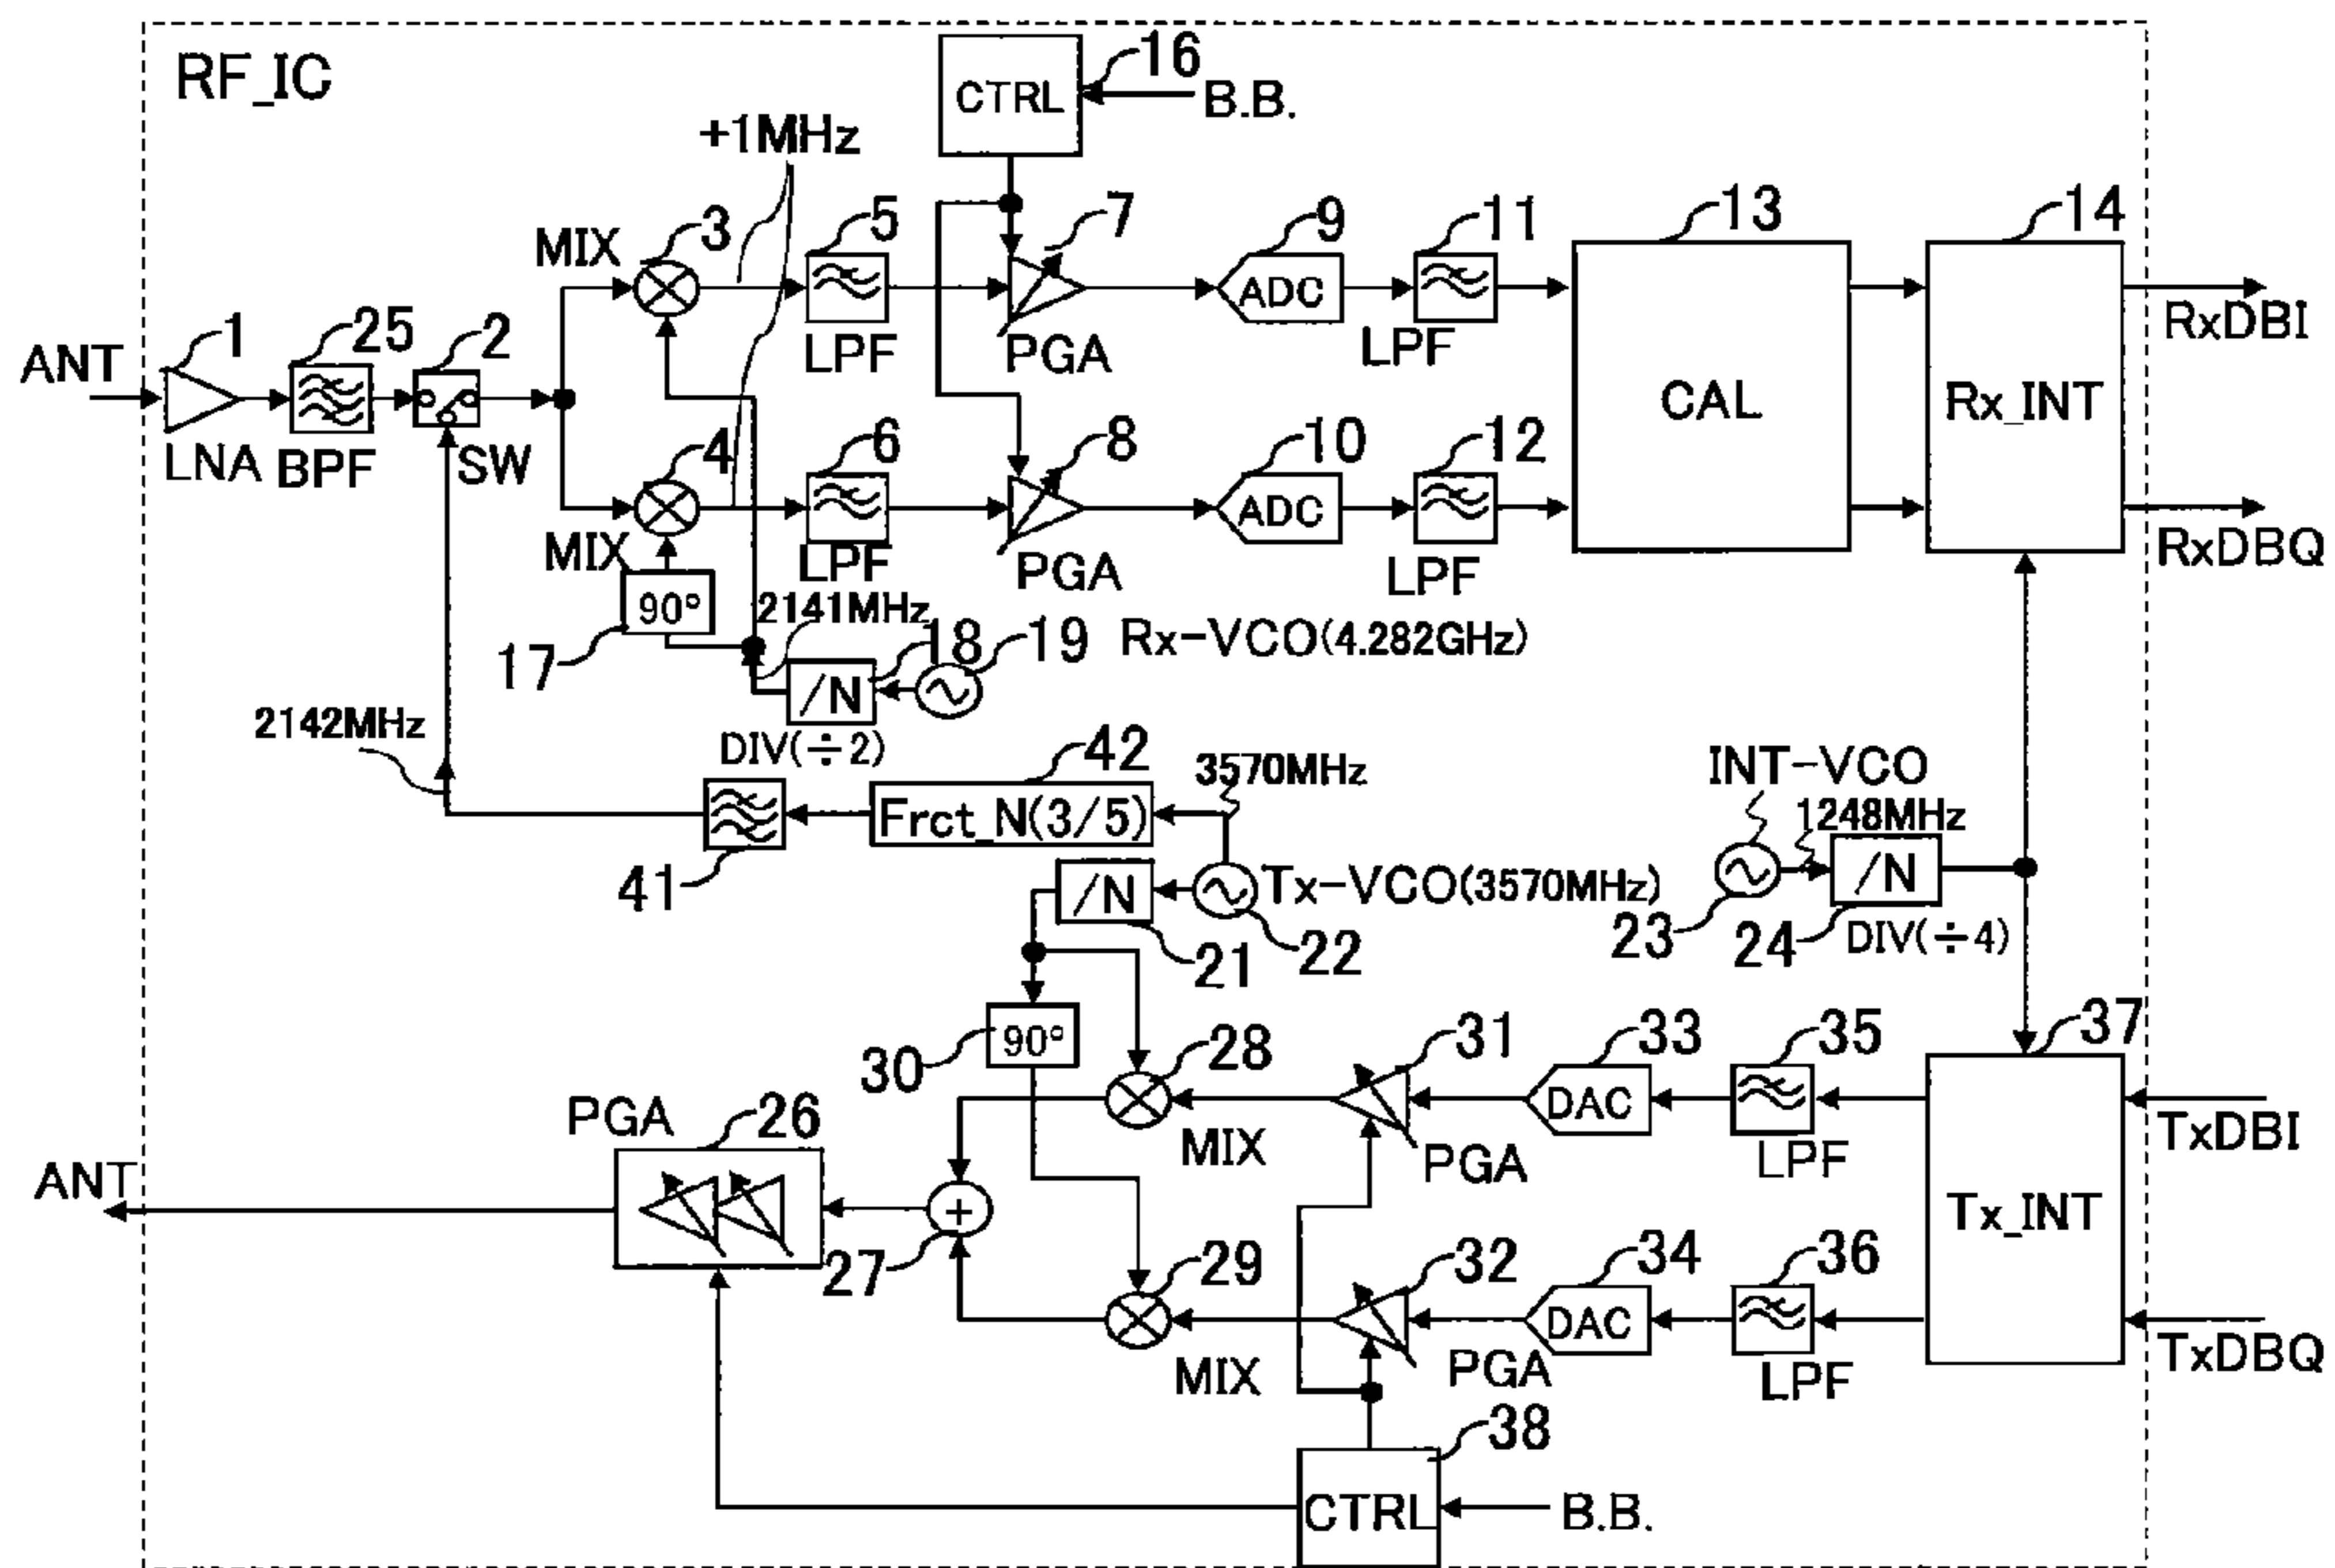 RF_IC
CTRL
16
B.B.
+1MHz
MIX
3
5
7
9
11
13
14
LPF
PGA
ADC
LPF
RxDBI
ANT
1
25
2
LNA
BPF
SW
4
6
8
10
12
CAL
Rx_INT
MIX
LPF
PGA
ADC
LPF
RxDBQ
90°
17
2141MHz
18
19
Rx-VCO(4.282GHz)
/N
DIV(÷2)
2142MHz
42
3570MHz
Frct_N(3/5)
41
/N
21
Tx-VCO(3570MHz)
22
INT-VCO
1248MHz
23
/N
24
DIV(÷4)
90°
30
28
31
33
35
37
MIX
PGA
DAC
LPF
TxDBI
PGA
26
ANT
+
27
29
32
34
36
Tx_INT
MIX
PGA
DAC
LPF
TxDBQ
38
CTRL
B.B.